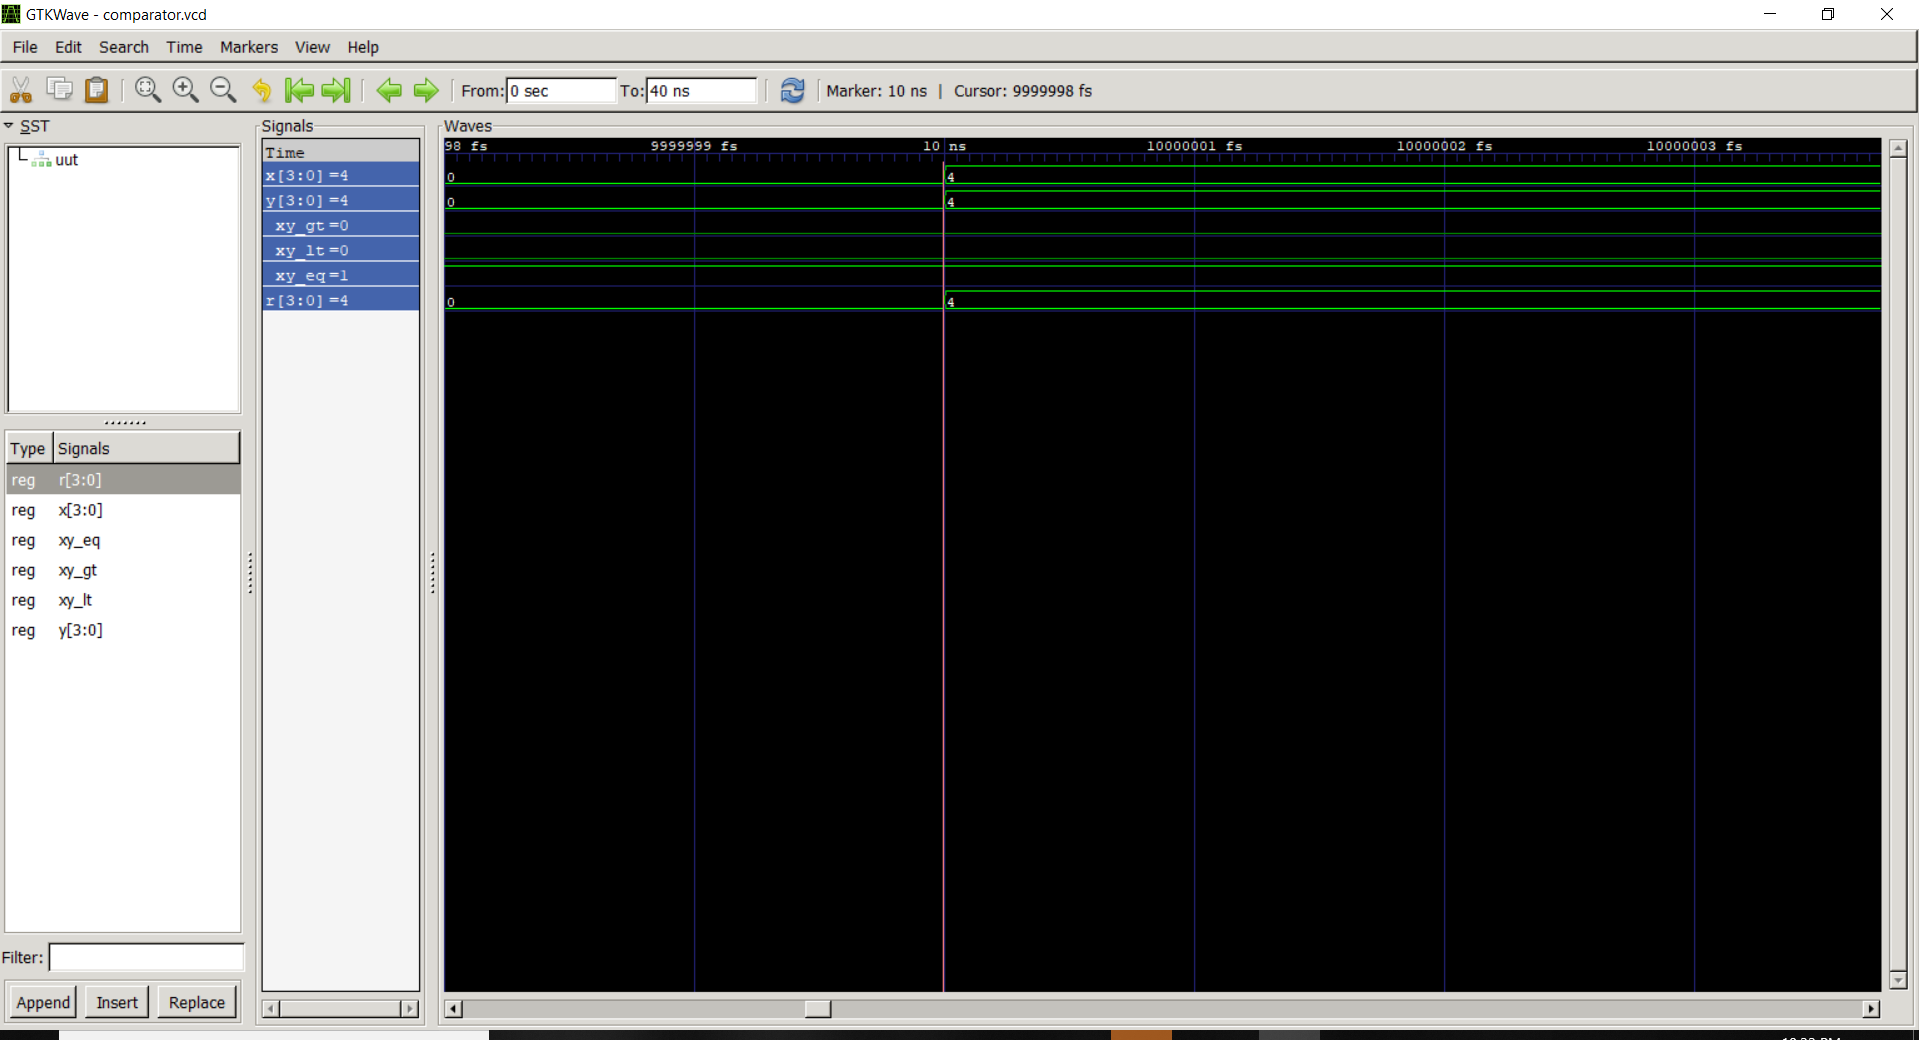 GTKWave - comparator.vcd
File Edit Search Time Markers View Help
From: 0 sec To: 40 ns Marker: 10 ns | Cursor: 9999998 fs
SST
uut
Type Signals
reg r[3:0]
reg x[3:0]
reg xy_eq
reg xy_gt
reg xy_lt
reg y[3:0]
Filter:
Append Insert Replace
Signals
Time
x[3:0] =4
y[3:0] =4
xy_gt =0
xy_lt =0
xy_eq =1
r[3:0] =4
Waves
98 fs 9999999 fs 10 ns 10000001 fs 10000002 fs 10000003 fs
0 4
0 4
0 4